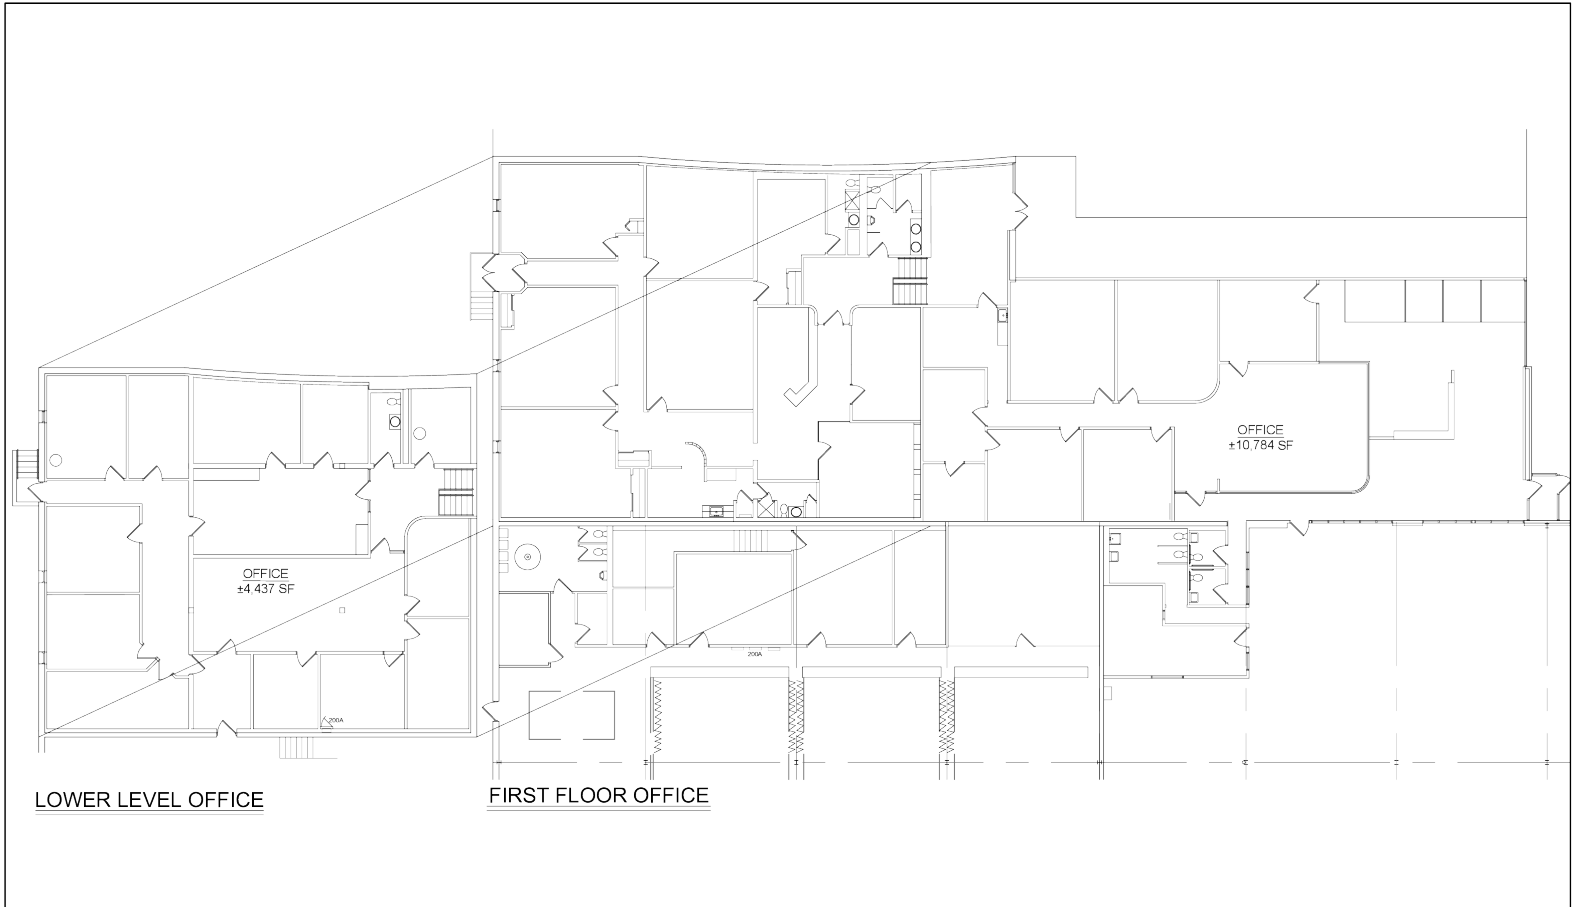 OFFICE
±10,784 SF
OFFICE
±4,437 SF
200A
200A
LOWER LEVEL OFFICE
FIRST FLOOR OFFICE